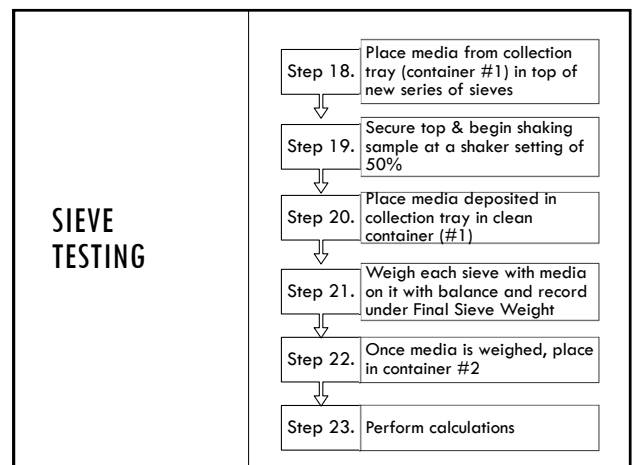 SIEVE
TESTING
Step 18.
Place media from collection
tray (container #1) in top of
new series of sieves
Step 19.
Secure top & begin shaking
sample at a shaker setting of
50%
Step 20.
Place media deposited in
collection tray in clean
container (#1)
Step 21.
Weigh each sieve with media
on it with balance and record
under Final Sieve Weight
Step 22.
Once media is weighed, place
in container #2
Step 23.
Perform calculations